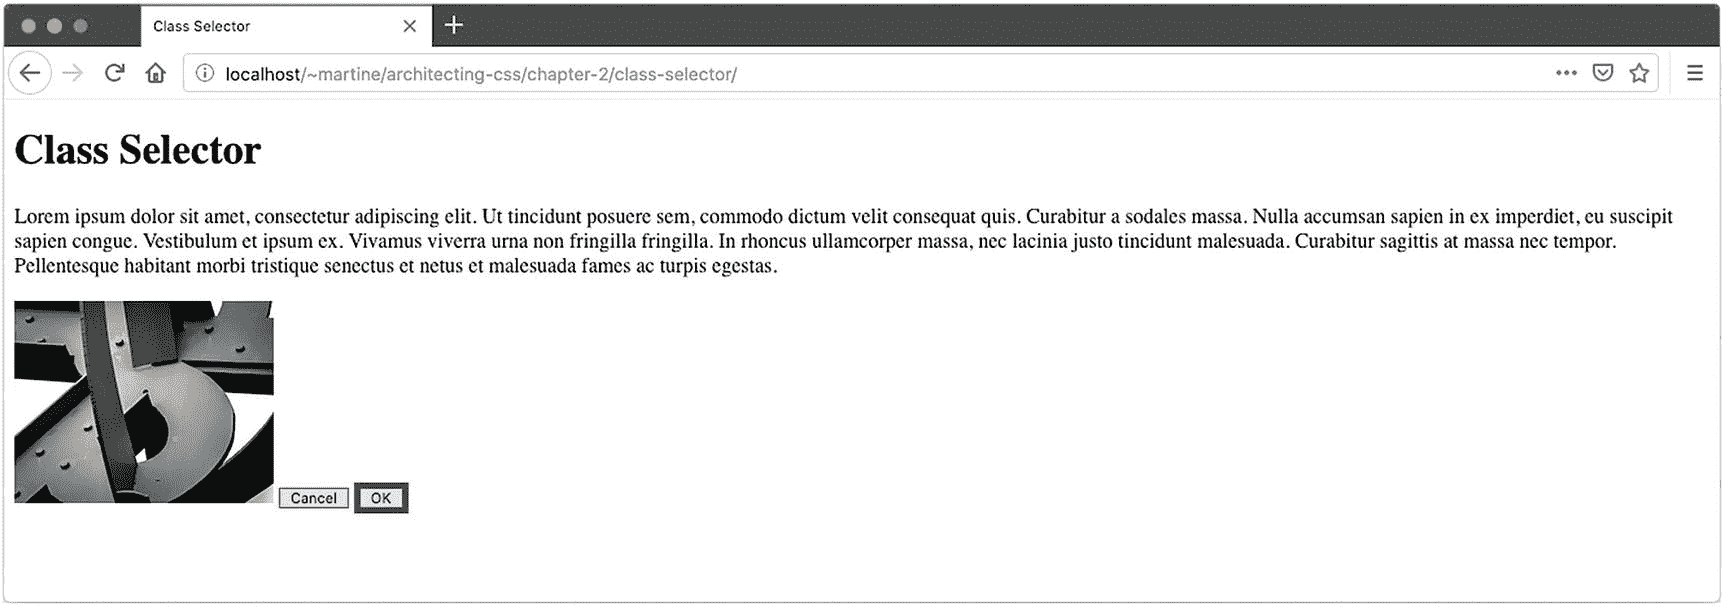 Class Selector
localhost/~martine/architecting-css/chapter-2/class-selector/
Class Selector
Lorem ipsum dolor sit amet, consectetur adipiscing elit. Ut tincidunt posuere sem, commodo dictum velit consequat quis. Curabitur a sodales massa. Nulla accumsan sapien in ex imperdiet, eu suscipit
sapien congue. Vestibulum et ipsum ex. Vivamus viverra urna non fringilla fringilla. In rhoncus ullamcorper massa, nec lacinia justo tincidunt malesuada. Curabitur sagittis at massa nec tempor.
Pellentesque habitant morbi tristique senectus et netus et malesuada fames ac turpis egestas.
Cancel OK